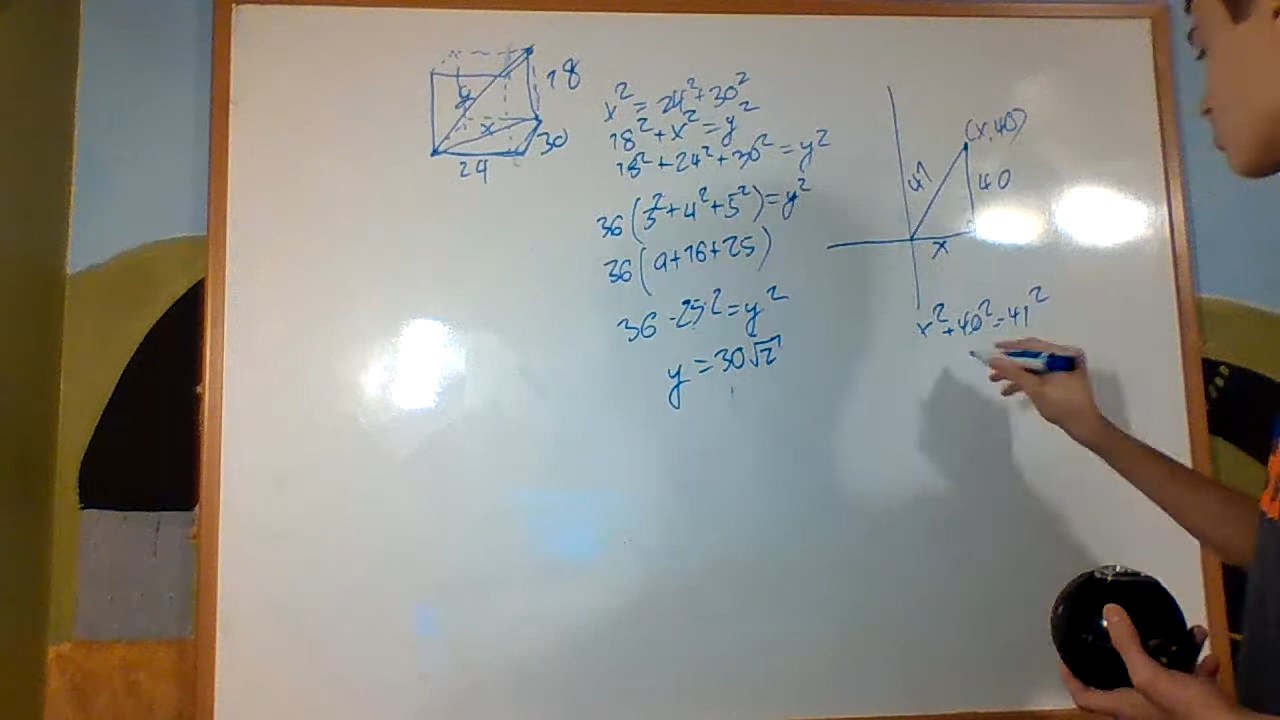 18
y
x
30
24
x² = 24² + 30²
18² + x² = y²
18² + 24² + 30² = y²
36(3² + 4² + 5²) = y²
36(9 + 16 + 25)
36 · 25 · 2 = y²
y = 30√2
(x, 40)
41
40
x
x² + 40² = 41²